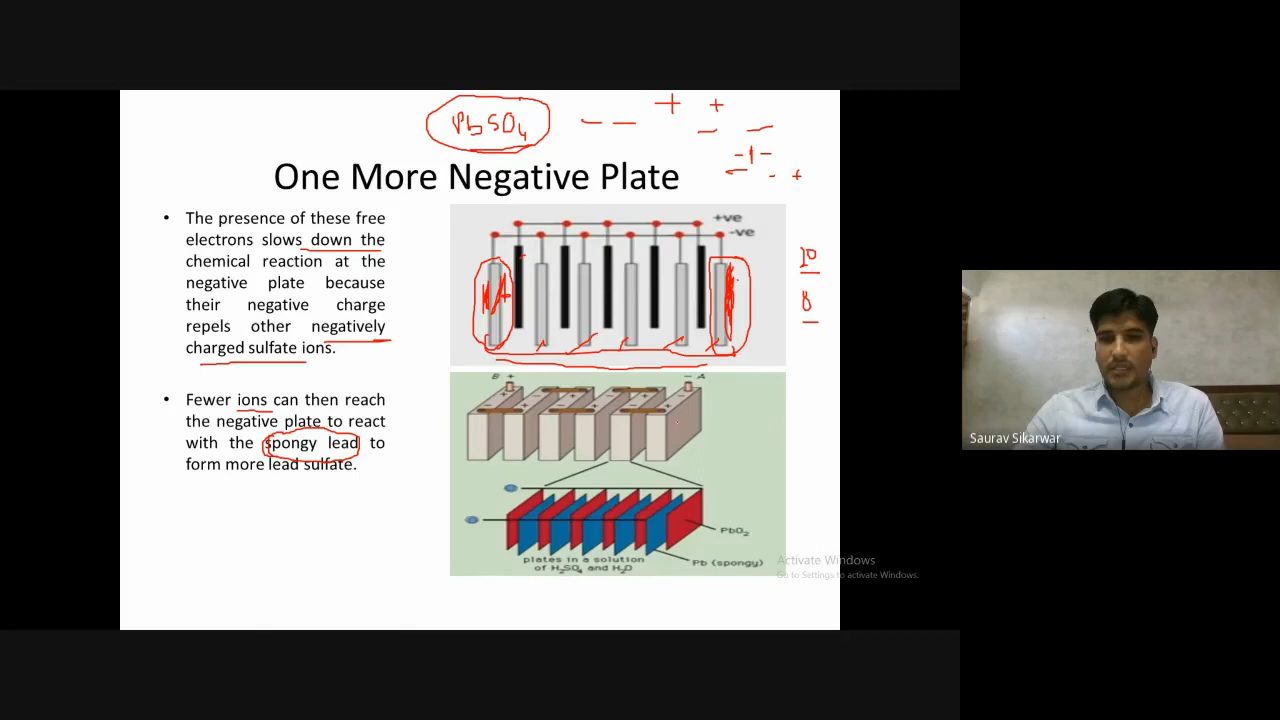 PbSO4 — — + +
— —
- + -
— - +
One More Negative Plate
• The presence of these free
electrons slows down the
chemical reaction at the
negative plate because
their negative charge
repels other negatively
charged sulfate ions.
• Fewer ions can then reach
the negative plate to react
with the spongy lead to
form more lead sulfate.
+ve
-ve
10
8
B + - A
PbO2
Pb (spongy)
plates in a solution
of H2SO4 and H2O
Saurav Sikarwar
Activate Windows
Go to Settings to activate Windows.